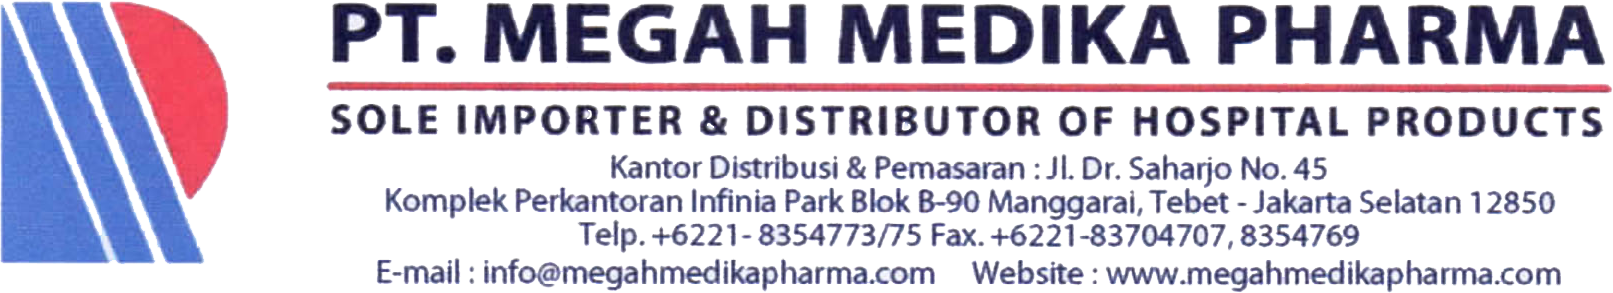 PT. MEGAH MEDIKA PHARMA
SOLE IMPORTER & DISTRIBUTOR OF HOSPITAL PRODUCTS
Kantor Distribusi & Pemasaran : Jl. Dr. Saharjo No. 45
Komplek Perkantoran Infinia Park Blok B-90 Manggarai, Tebet - Jakarta Selatan 12850
Telp. +6221- 8354773/75 Fax. +6221-83704707, 8354769
E-mail : info@megahmedikapharma.com Website : www.megahmedikapharma.com